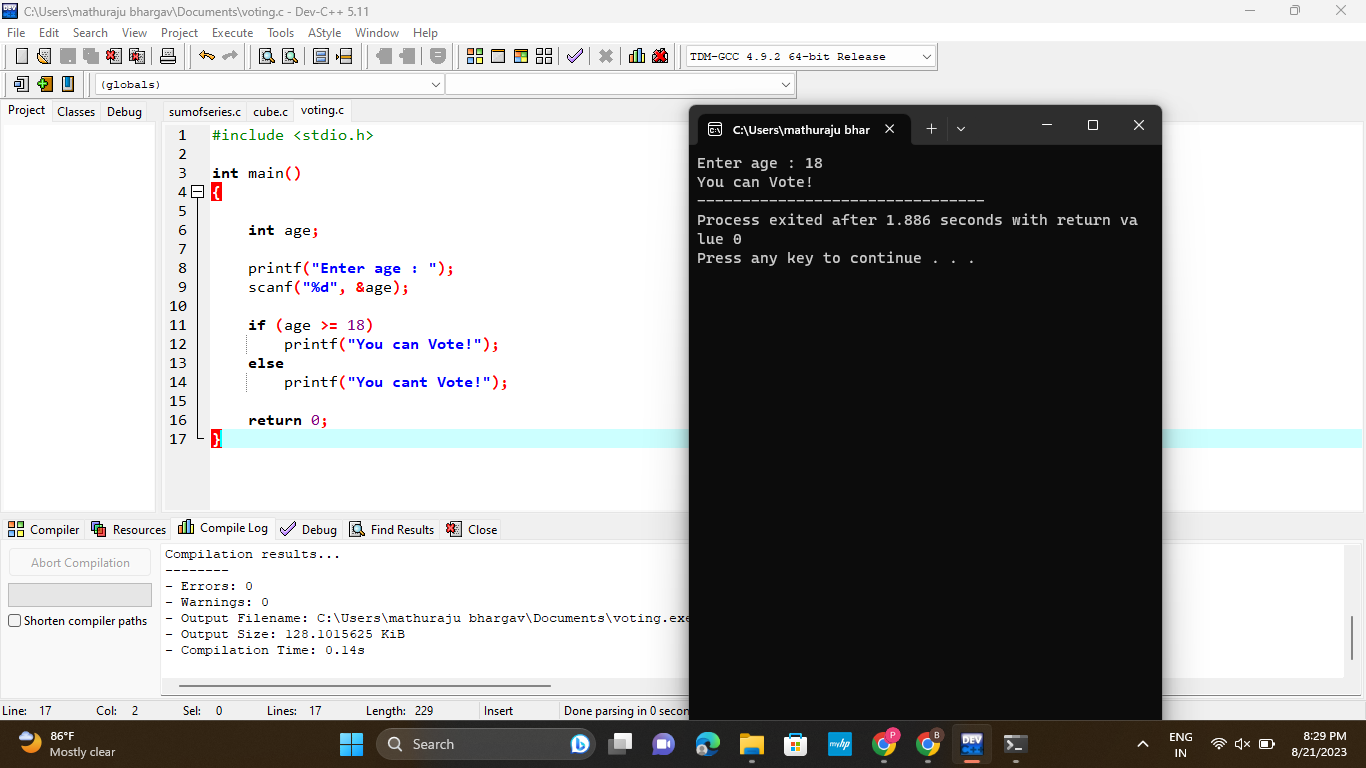 C:\Users\mathuraju bhargav\Documents\voting.c - Dev-C++ 5.11
File Edit Search View Project Execute Tools AStyle Window Help
TDM-GCC 4.9.2 64-bit Release
(globals)
Project Classes Debug
sumofseries.c cube.c voting.c
1 #include <stdio.h>
2
3 int main()
4 {
5
6 int age;
7
8 printf("Enter age : ");
9 scanf("%d", &age);
10
11 if (age >= 18)
12 printf("You can Vote!");
13 else
14 printf("You cant Vote!");
15
16 return 0;
17 }
C:\Users\mathuraju bhar
Enter age : 18
You can Vote!
--------------------------------
Process exited after 1.886 seconds with return va
lue 0
Press any key to continue . . .
Compiler Resources Compile Log Debug Find Results Close
Abort Compilation
Shorten compiler paths
Compilation results...
--------
- Errors: 0
- Warnings: 0
- Output Filename: C:\Users\mathuraju bhargav\Documents\voting.exe
- Output Size: 128.1015625 KiB
- Compilation Time: 0.14s
Line: 17 Col: 2 Sel: 0 Lines: 17 Length: 229 Insert Done parsing in 0 secon
86°F
Mostly clear
Search
myhp
P
B
DEV
ENG
IN
8:29 PM
8/21/2023